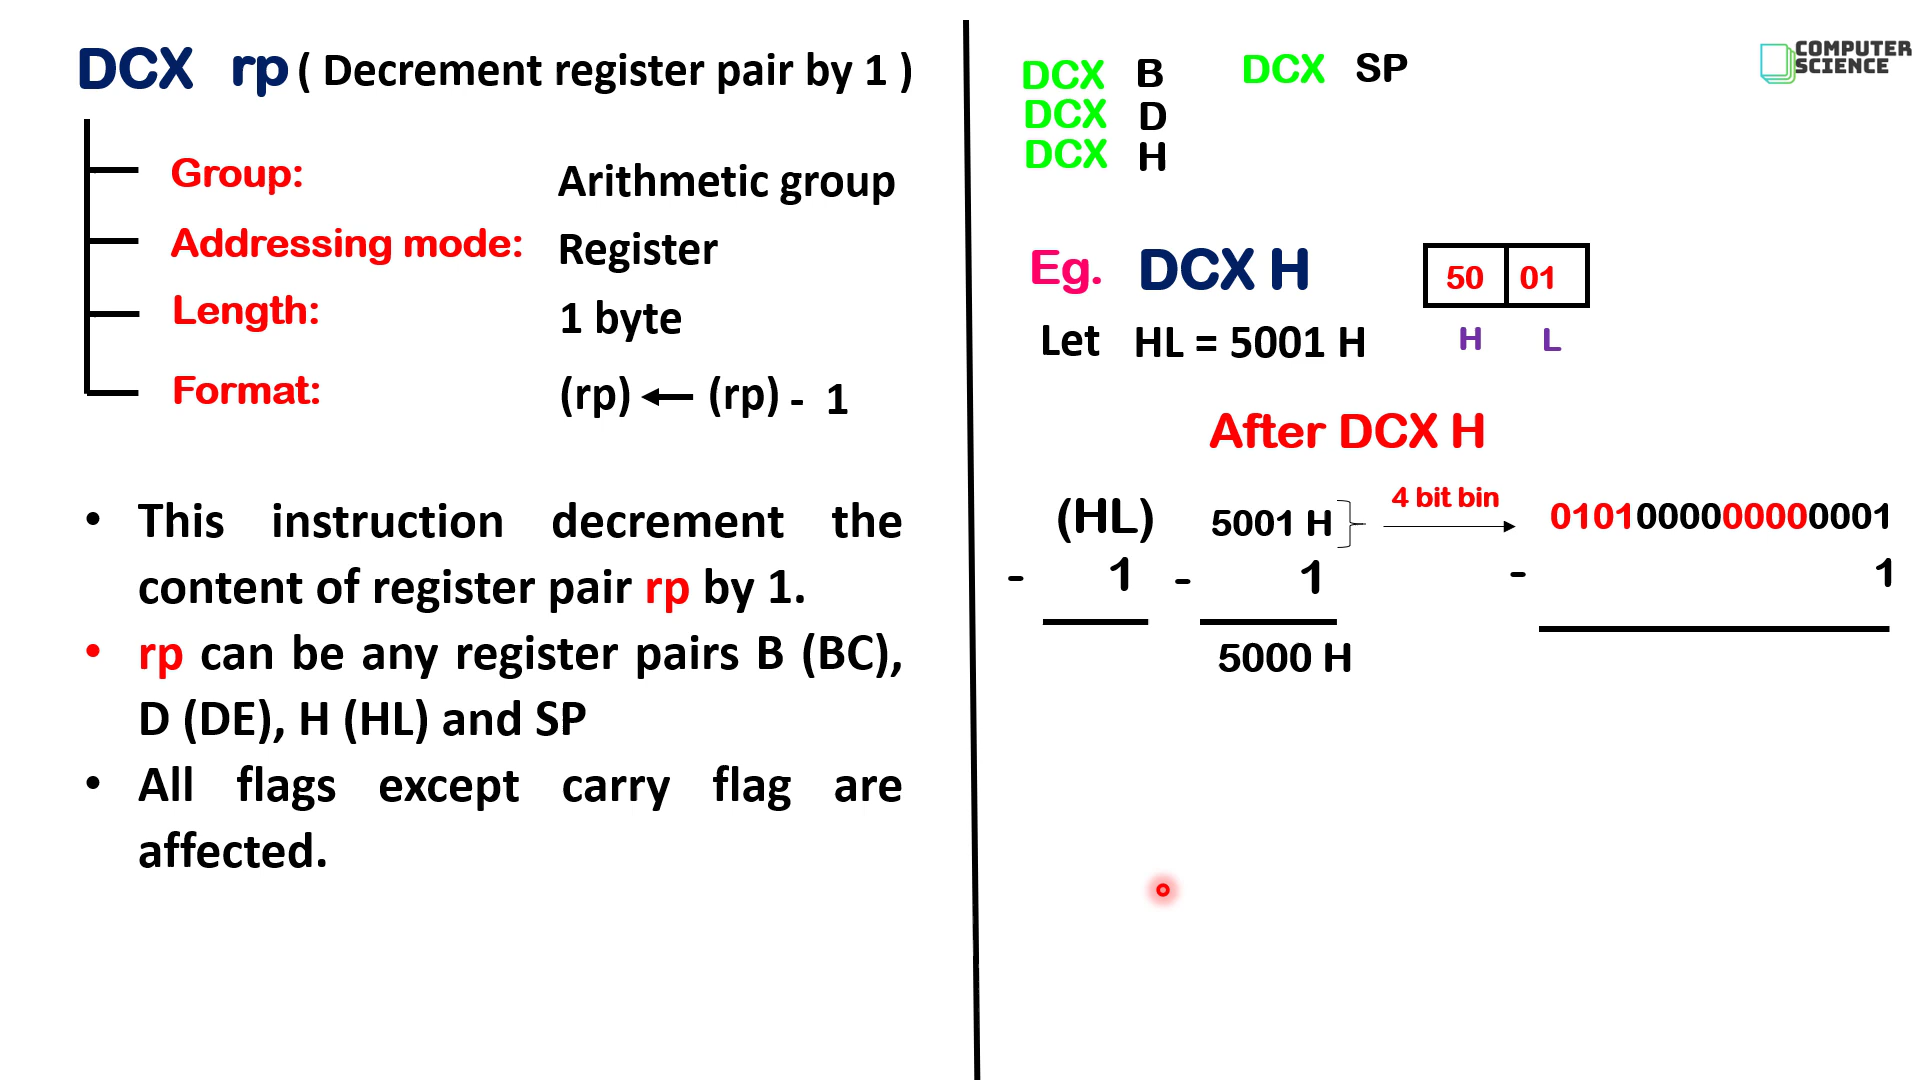 DCX rp ( Decrement register pair by 1 )
Group: Arithmetic group
Addressing mode: Register
Length: 1 byte
Format: (rp) ← (rp) - 1
• This instruction decrement the
content of register pair rp by 1.
• rp can be any register pairs B (BC),
D (DE), H (HL) and SP
• All flags except carry flag are
affected.
DCX B DCX SP
DCX D
DCX H
COMPUTER
SCIENCE
Eg. DCX H 50 01
Let HL = 5001 H H L
After DCX H
(HL) 5001 H 4 bit bin 0101000000000001
- 1 - 1 - 1
5000 H